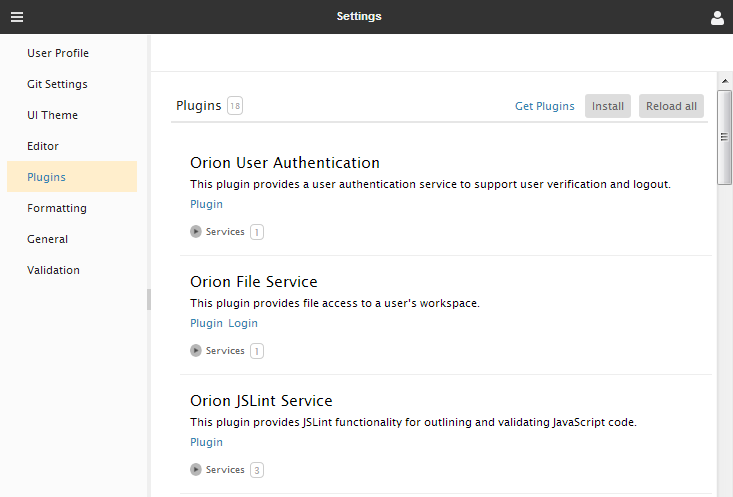 Settings
User Profile
Git Settings
UI Theme
Editor
Plugins
Formatting
General
Validation
Plugins 18 Get Plugins Install Reload all
Orion User Authentication
This plugin provides a user authentication service to support user verification and logout.
Plugin
Services 1
Orion File Service
This plugin provides file access to a user's workspace.
Plugin Login
Services 1
Orion JSLint Service
This plugin provides JSLint functionality for outlining and validating JavaScript code.
Plugin
Services 3